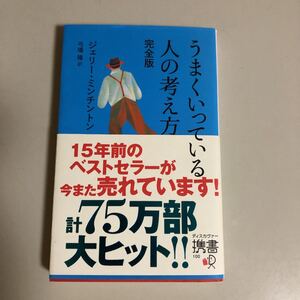 うまくいっている
人の考え方
完全版
ジェリー・ミンチントン
弓場 隆 訳
15年前の
ベストセラーが
今また売れています!
計75万部
大ヒット!!
ディスカヴァー
携書
100